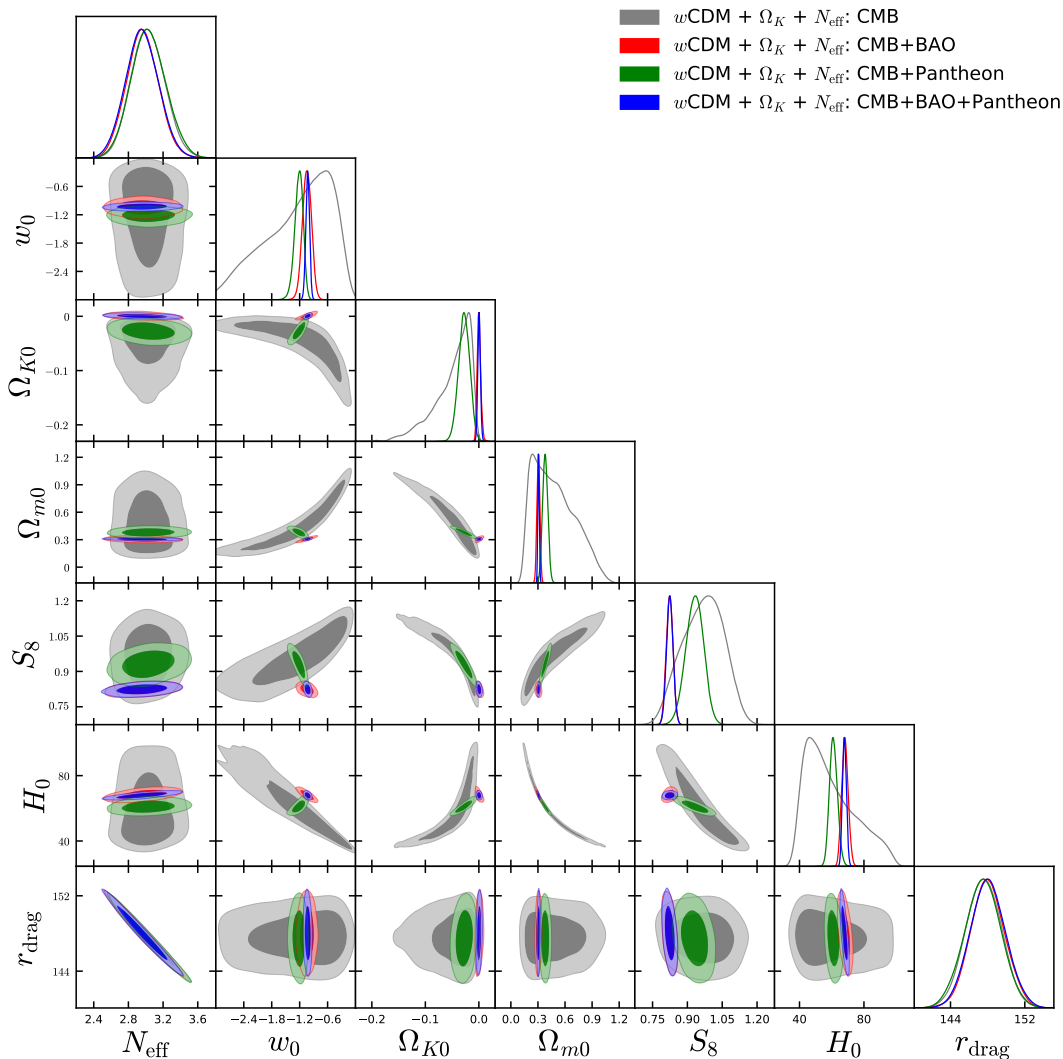 wCDM + Ω_K + N_eff: CMB
wCDM + Ω_K + N_eff: CMB+BAO
wCDM + Ω_K + N_eff: CMB+Pantheon
wCDM + Ω_K + N_eff: CMB+BAO+Pantheon
−0.6
−1.2
−1.8
−2.4
w_0
0
−0.1
−0.2
Ω_K0
1.2
0.9
0.6
0.3
0
Ω_m0
1.2
1.05
0.9
0.75
S_8
80
40
H_0
152
144
r_drag
2.4 3.0 3.6 −2.4 −1.8 −1.2 −0.6 −0.2 −0.1 0.0 0.0 0.3 0.6 0.9 1.2 0.75 0.90 1.05 1.20 40 80 144 152
N_eff w_0 Ω_K0 Ω_m0 S_8 H_0 r_drag